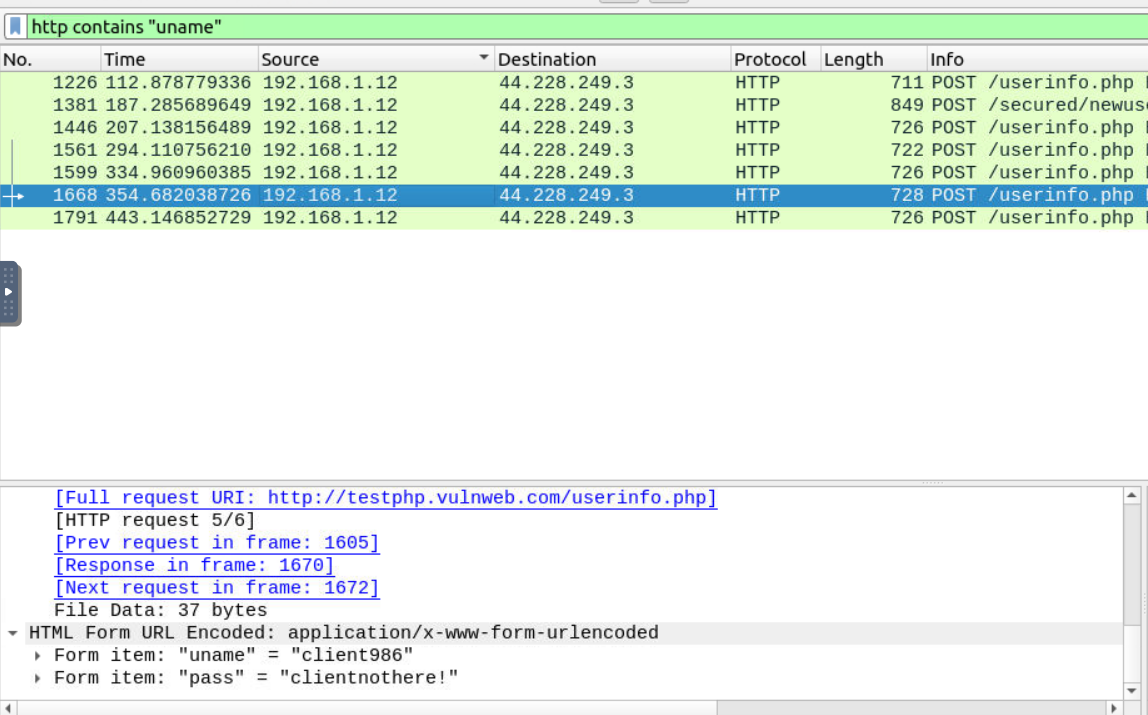 http contains "uname"
No. Time Source Destination Protocol Length Info
1226 112.878779336 192.168.1.12 44.228.249.3 HTTP 711 POST /userinfo.php
1381 187.285689649 192.168.1.12 44.228.249.3 HTTP 849 POST /secured/newuse
1446 207.138156489 192.168.1.12 44.228.249.3 HTTP 726 POST /userinfo.php
1561 294.110756210 192.168.1.12 44.228.249.3 HTTP 722 POST /userinfo.php
1599 334.960960385 192.168.1.12 44.228.249.3 HTTP 726 POST /userinfo.php
1668 354.682038726 192.168.1.12 44.228.249.3 HTTP 728 POST /userinfo.php
1791 443.146852729 192.168.1.12 44.228.249.3 HTTP 726 POST /userinfo.php
[Full request URI: http://testphp.vulnweb.com/userinfo.php]
[HTTP request 5/6]
[Prev request in frame: 1605]
[Response in frame: 1670]
[Next request in frame: 1672]
File Data: 37 bytes
HTML Form URL Encoded: application/x-www-form-urlencoded
Form item: "uname" = "client986"
Form item: "pass" = "clientnothere!"